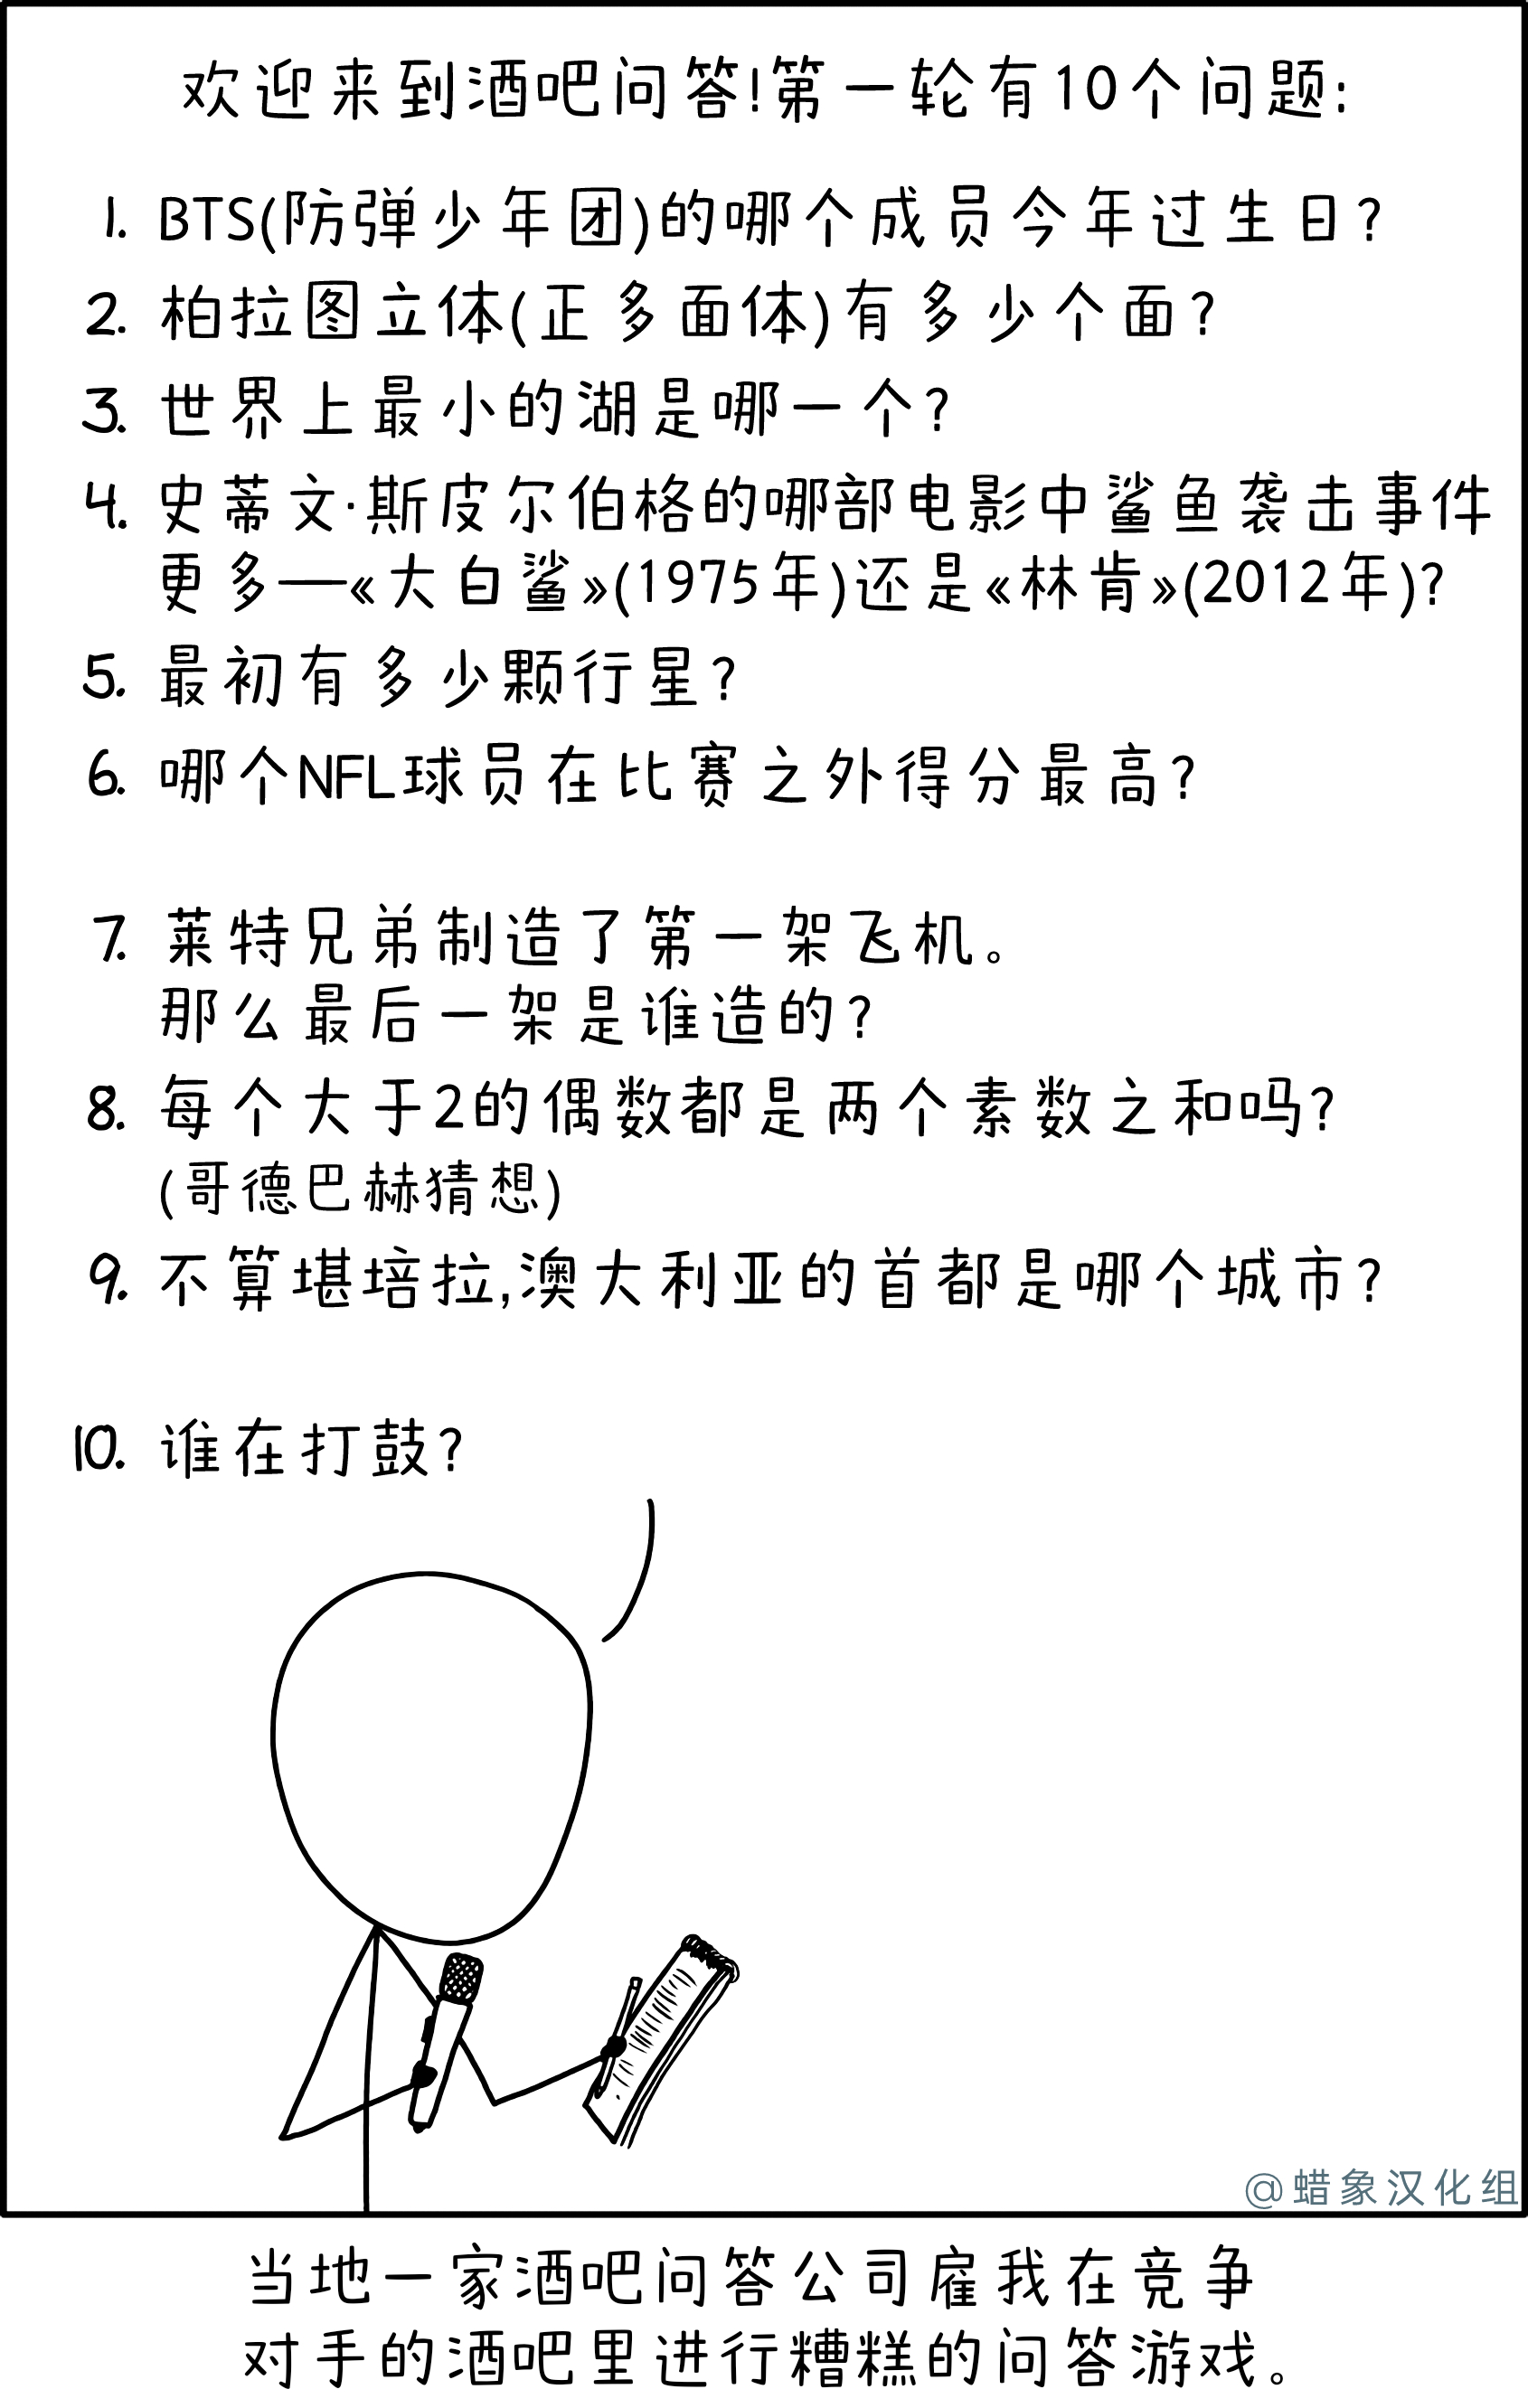 欢迎来到酒吧问答!第一轮有10个问题:
1. BTS(防弹少年团)的哪个成员今年过生日?
2. 柏拉图立体(正多面体)有多少个面?
3. 世界上最小的湖是哪一个?
4. 史蒂文·斯皮尔伯格的哪部电影中鲨鱼袭击事件
更多——《大白鲨》(1975年)还是《林肯》(2012年)?
5. 最初有多少颗行星?
6. 哪个NFL球员在比赛之外得分最高?
7. 莱特兄弟制造了第一架飞机。
那么最后一架是谁造的?
8. 每个大于2的偶数都是两个素数之和吗?
(哥德巴赫猜想)
9. 不算堪培拉,澳大利亚的首都是哪个城市?
10. 谁在打鼓?
@蜡象汉化组
当地一家酒吧问答公司雇我在竞争
对手的酒吧里进行糟糕的问答游戏。